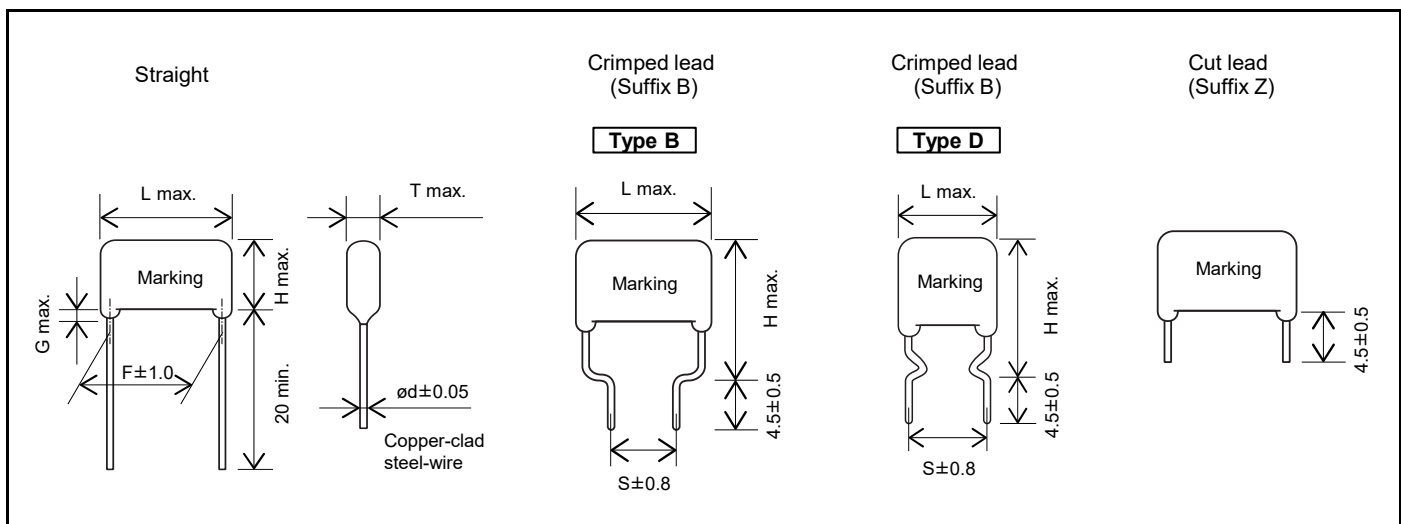 Straight
L max.
T max.
Marking
H max.
G max.
F±1.0
20 min.
ød±0.05
Copper-clad
steel-wire
Crimped lead
(Suffix B)
Type B
L max.
Marking
H max.
4.5±0.5
S±0.8
Crimped lead
(Suffix B)
Type D
L max.
Marking
H max.
4.5±0.5
S±0.8
Cut lead
(Suffix Z)
Marking
4.5±0.5